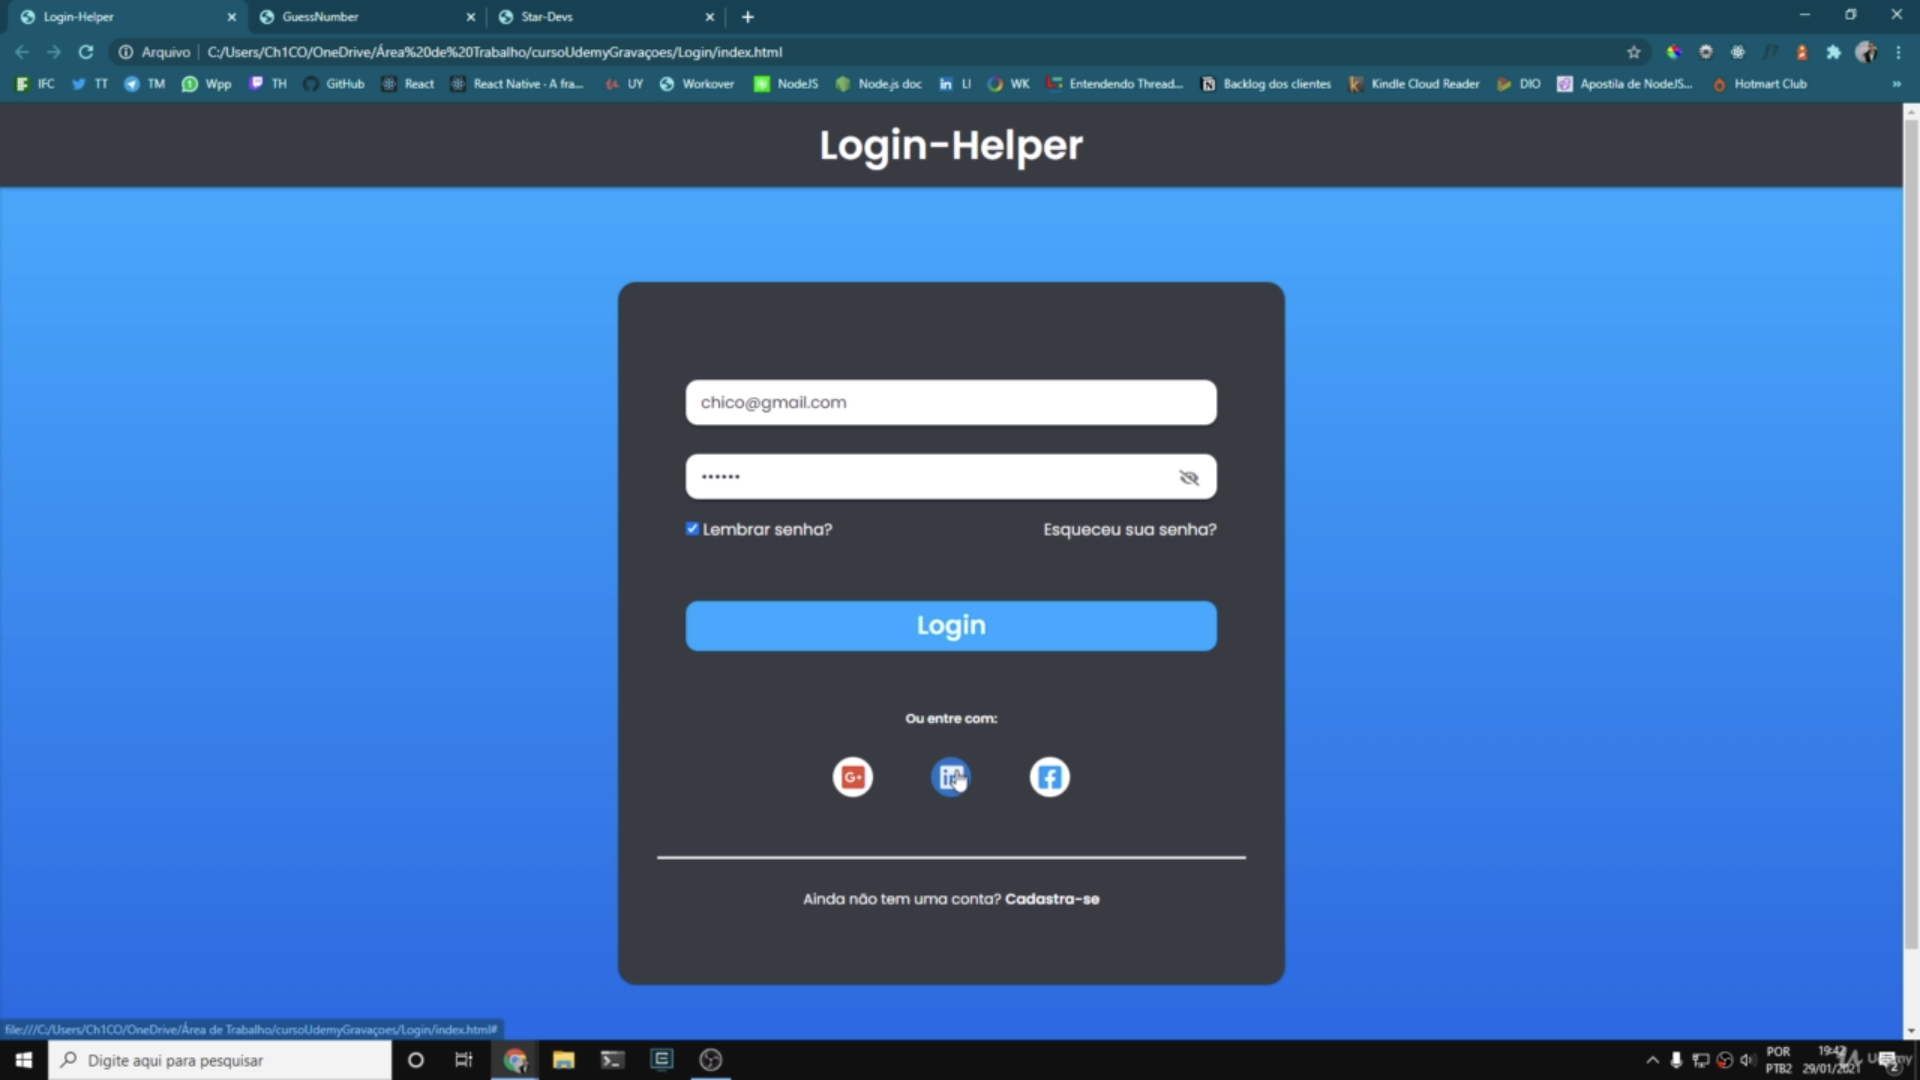 Login-Helper
GuessNumber
Star-Devs
Arquivo
C:/Users/Ch1CO/OneDrive/Área%20de%20Trabalho/cursoUdemyGravaçoes/Login/index.html
IFC TT TM Wpp TH GitHub React React Native - A fra... UY Workover NodeJS Node.js doc LI WK Entendendo Thread... Backlog dos clientes Kindle Cloud Reader DIO Apostila de NodeJS... Hotmart Club »
Login-Helper
chico@gmail.com
Lembrar senha?
Esqueceu sua senha?
Login
Ou entre com:
G+
in
Ainda não tem uma conta? Cadastra-se
file:///C:/Users/Ch1CO/OneDrive/Área de Trabalho/cursoUdemyGravaçoes/Login/index.html#
Digite aqui para pesquisar
POR
PTB2
19:42
29/01/2021
Udemy
2